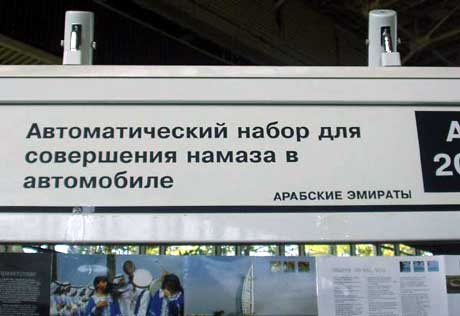 Автоматический набор для
совершения намаза в
автомобиле
АРАБСКИЕ ЭМИРАТЫ